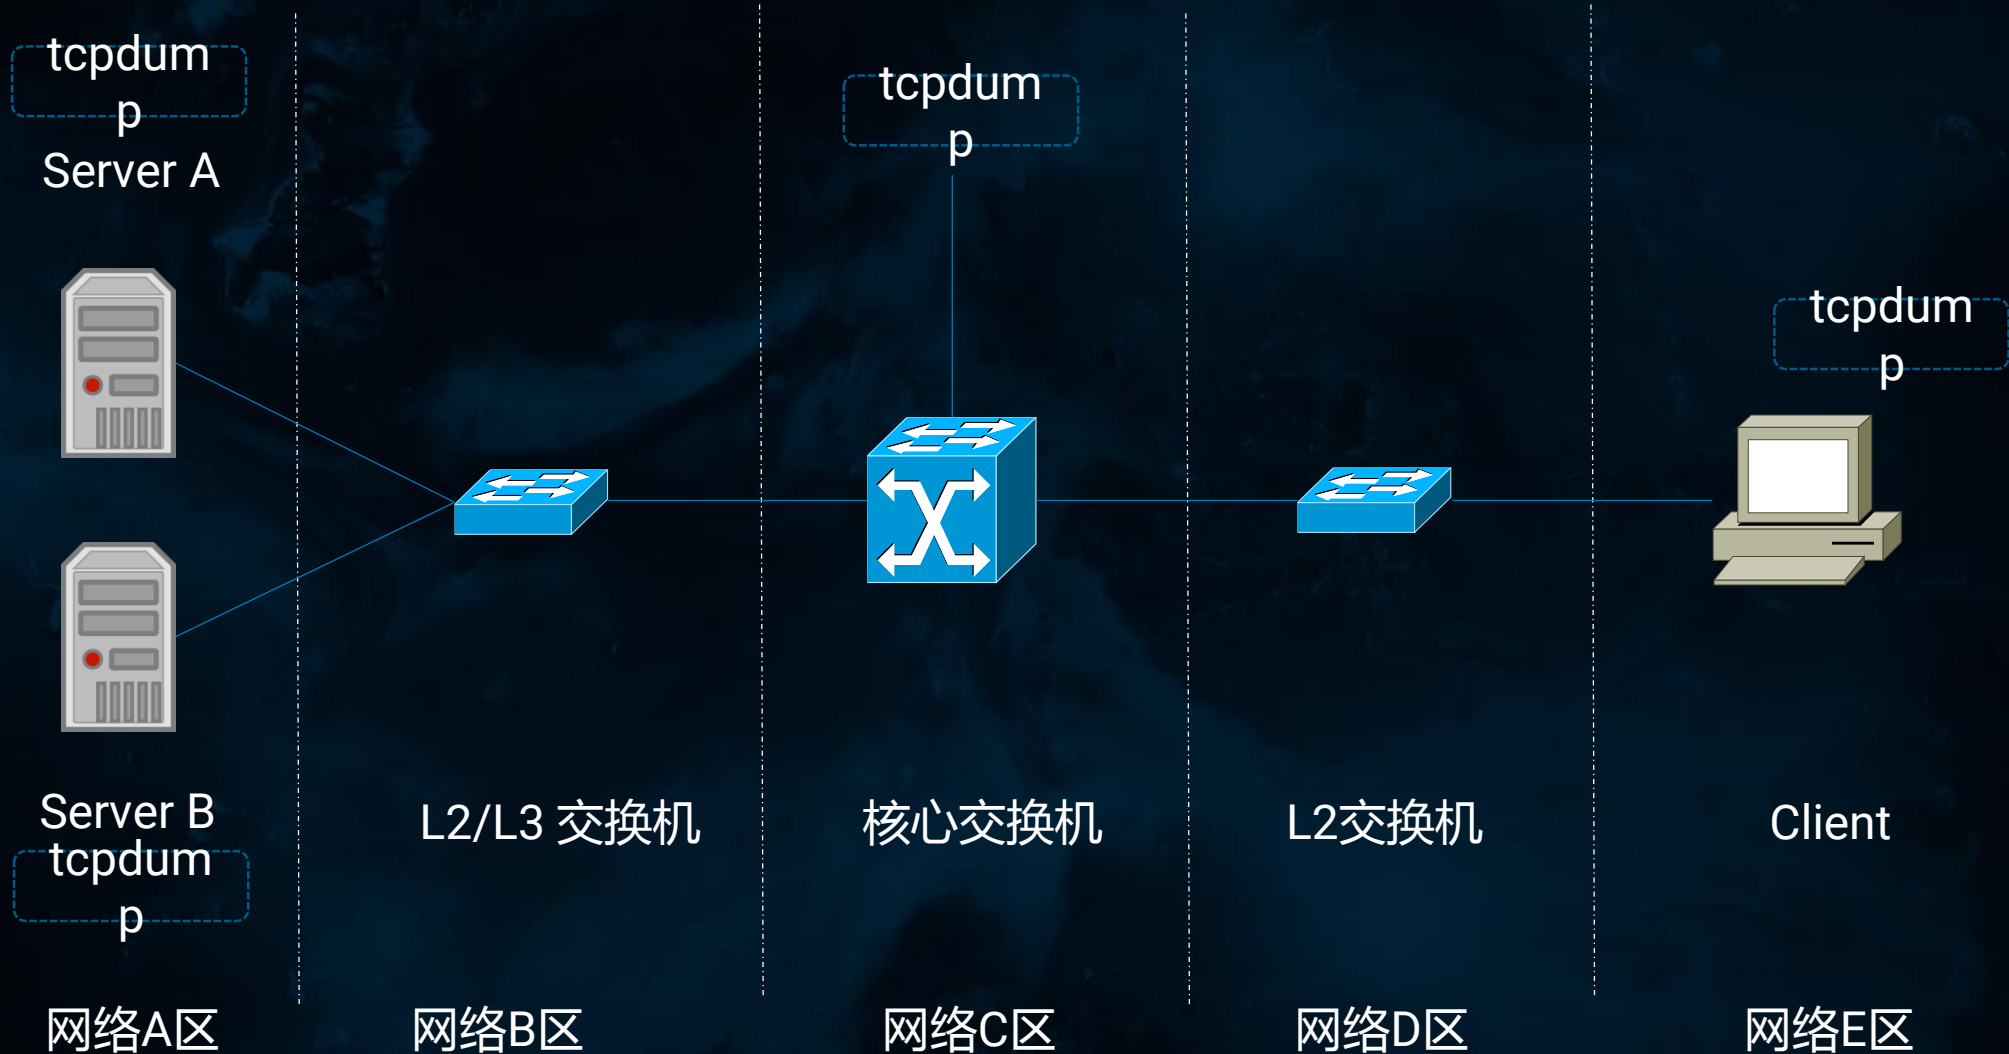 tcpdum
p
Server A
tcpdum
p
tcpdum
p
Server B
tcpdum
p
L2/L3 交换机
核心交换机
L2交换机
Client
网络A区
网络B区
网络C区
网络D区
网络E区